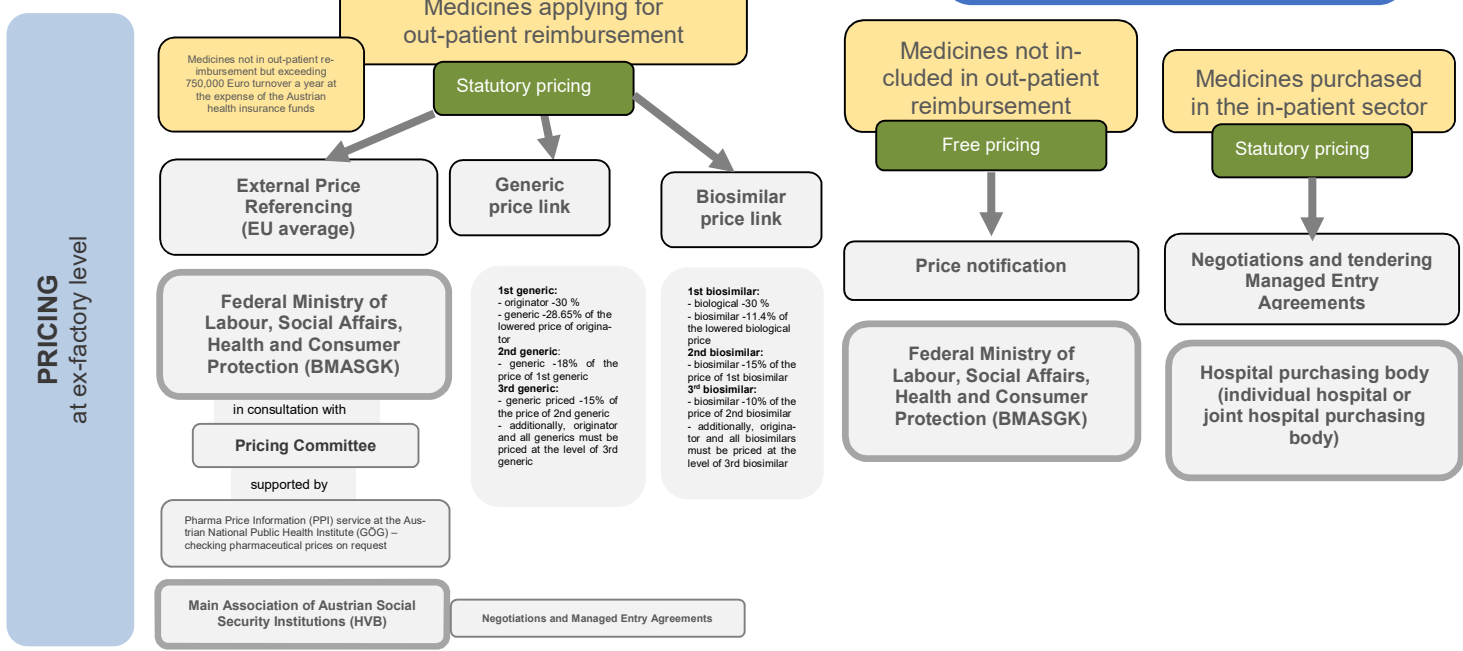 PRICING
at ex-factory level
Medicines applying for
out-patient reimbursement
Medicines not in out-patient re-
imbursement but exceeding
750,000 Euro turnover a year at
the expense of the Austrian
health insurance funds
Statutory pricing
External Price
Referencing
(EU average)
Generic
price link
Biosimilar
price link
Federal Ministry of
Labour, Social Affairs,
Health and Consumer
Protection (BMASGK)
in consultation with
Pricing Committee
supported by
Pharma Price Information (PPI) service at the Aus-
trian National Public Health Institute (GÖG) –
checking pharmaceutical prices on request
Main Association of Austrian Social
Security Institutions (HVB)
Negotiations and Managed Entry Agreements
1st generic:
- originator -30 %
- generic -28.65% of the
lowered price of origina-
tor
2nd generic:
- generic -18% of the
price of 1st generic
3rd generic:
- generic priced -15% of
the price of 2nd generic
- additionally, originator
and all generics must be
priced at the level of 3rd
generic
1st biosimilar:
- biological -30 %
- biosimilar -11.4% of
the lowered biological
price
2nd biosimilar:
- biosimilar -15% of the
price of 1st biosimilar
3rd biosimilar:
- biosimilar -10% of the
price of 2nd biosimilar
- additionally, origina-
tor and all biosimilars
must be priced at the
level of 3rd biosimilar
Medicines not in-
cluded in out-patient
reimbursement
Free pricing
Price notification
Federal Ministry of
Labour, Social Affairs,
Health and Consumer
Protection (BMASGK)
Medicines purchased
in the in-patient sector
Statutory pricing
Negotiations and tendering
Managed Entry
Agreements
Hospital purchasing body
(individual hospital or
joint hospital purchasing
body)